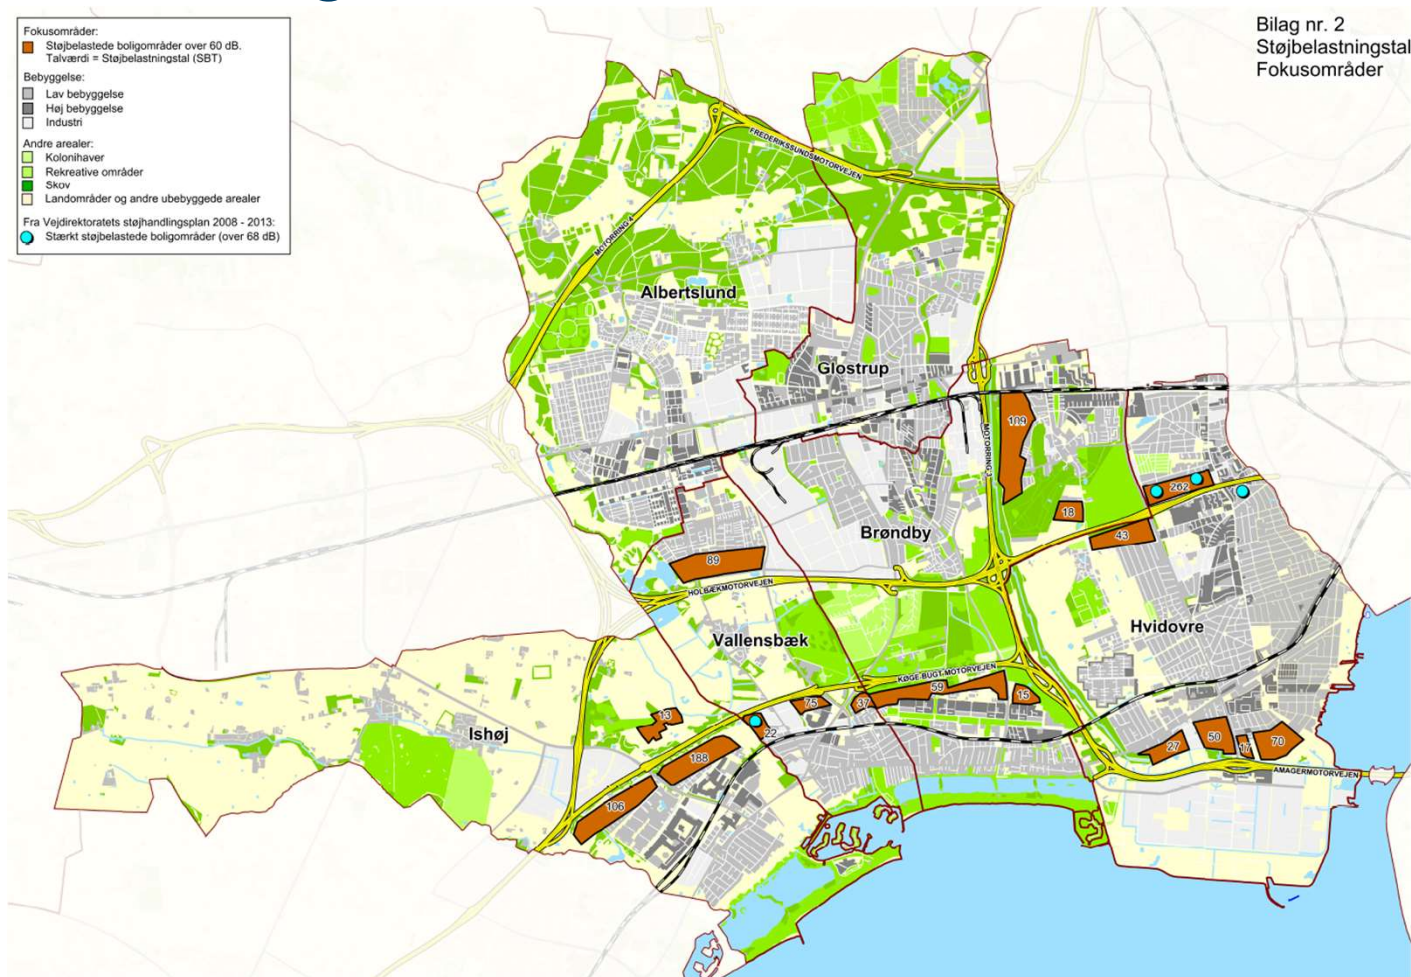 Bilag nr. 2
Støjbelastningstal
Fokusområder
Fokusområder:
Støjbelastede boligområder over 60 dB.
Talværdi = Støjbelastningstal (SBT)
Bebyggelse:
Lav bebyggelse
Høj bebyggelse
Industri
Andre arealer:
Kolonihaver
Rekreative områder
Skov
Landområder og andre ubebyggede arealer
Fra Vejdirektoratets støjhandlingsplan 2008 - 2013:
Stærkt støjbelastede boligområder (over 68 dB)
FREDERIKSSUNDSMOTORVEJEN
MOTORRING 4
Albertslund
Glostrup
109
MOTORRING 3
262
18
43
Brøndby
89
HOLBÆKMOTORVEJEN
Vallensbæk
Hvidovre
KØGE BUGT MOTORVEJEN
59
15
75
37
13
22
Ishøj
188
106
27
50
17
70
AMAGERMOTORVEJEN